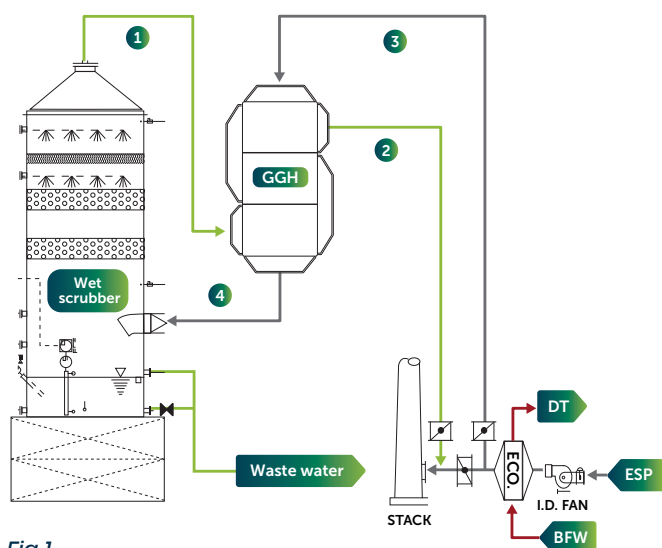 1
3
2
GGH
Wet
scrubber
4
DT
ECO.
ESP
Waste water
I.D. FAN
STACK
BFW
Fig 1